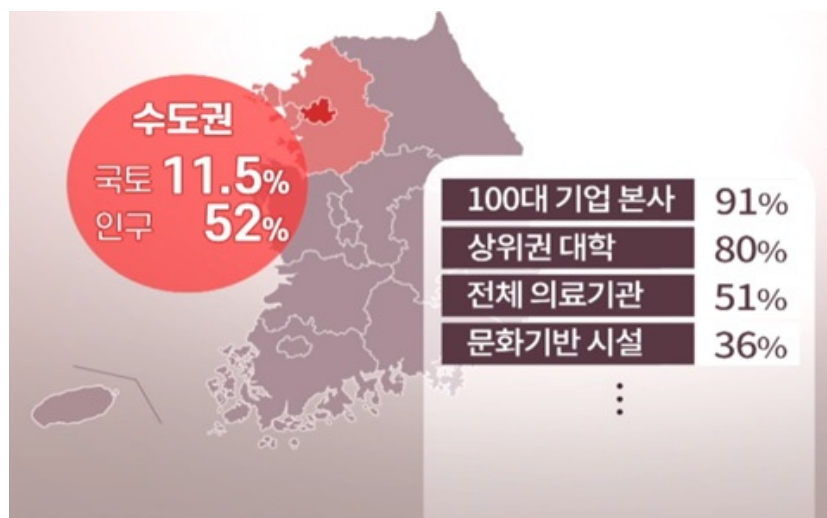 수도권
국토 11.5%
인구 52%
100대 기업 본사 91%
상위권 대학 80%
전체 의료기관 51%
문화기반 시설 36%
⋮